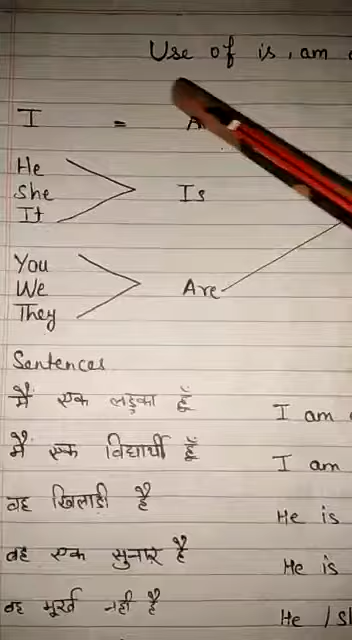 Use of is, am
I =
He
She
It
Is
You
We
They
Are
Sentences
मैं एक लड़का हूँ I am
मैं एक विद्यार्थी हूँ I am
वह खिलाड़ी है He is
वह एक सुनार है He is
वह मूर्ख नहीं है He /